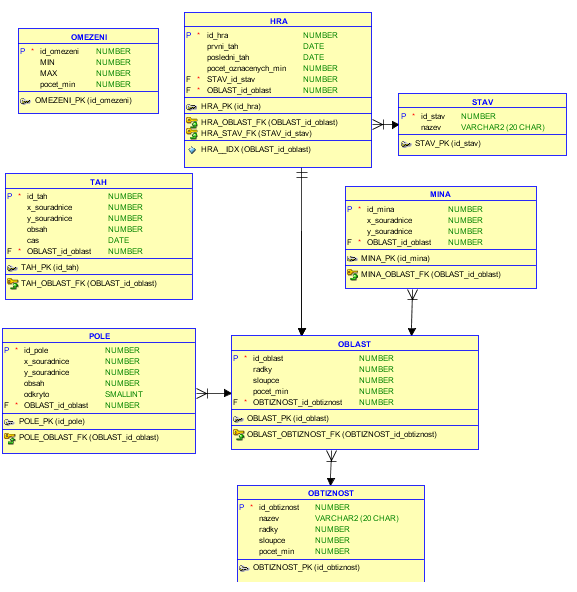 OMEZENI
P * id_omezeni NUMBER
MIN NUMBER
MAX NUMBER
pocet_min NUMBER
OMEZENI_PK (id_omezeni)
HRA
P * id_hra NUMBER
prvni_tah DATE
posledni_tah DATE
pocet_oznacenych_min NUMBER
F * STAV_id_stav NUMBER
F * OBLAST_id_oblast NUMBER
HRA_PK (id_hra)
HRA_OBLAST_FK (OBLAST_id_oblast)
HRA_STAV_FK (STAV_id_stav)
HRA__IDX (OBLAST_id_oblast)
STAV
P * id_stav NUMBER
nazev VARCHAR2 (20 CHAR)
STAV_PK (id_stav)
TAH
P * id_tah NUMBER
x_souradnice NUMBER
y_souradnice NUMBER
obsah NUMBER
cas DATE
F * OBLAST_id_oblast NUMBER
TAH_PK (id_tah)
TAH_OBLAST_FK (OBLAST_id_oblast)
MINA
P * id_mina NUMBER
x_souradnice NUMBER
y_souradnice NUMBER
F * OBLAST_id_oblast NUMBER
MINA_PK (id_mina)
MINA_OBLAST_FK (OBLAST_id_oblast)
POLE
P * id_pole NUMBER
x_souradnice NUMBER
y_souradnice NUMBER
obsah NUMBER
odkryto SMALLINT
F * OBLAST_id_oblast NUMBER
POLE_PK (id_pole)
POLE_OBLAST_FK (OBLAST_id_oblast)
OBLAST
P * id_oblast NUMBER
radky NUMBER
sloupce NUMBER
pocet_min NUMBER
F * OBTIZNOST_id_obtiznost NUMBER
OBLAST_PK (id_oblast)
OBLAST_OBTIZNOST_FK (OBTIZNOST_id_obtiznost)
OBTIZNOST
P * id_obtiznost NUMBER
nazev VARCHAR2 (20 CHAR)
radky NUMBER
sloupce NUMBER
pocet_min NUMBER
OBTIZNOST_PK (id_obtiznost)